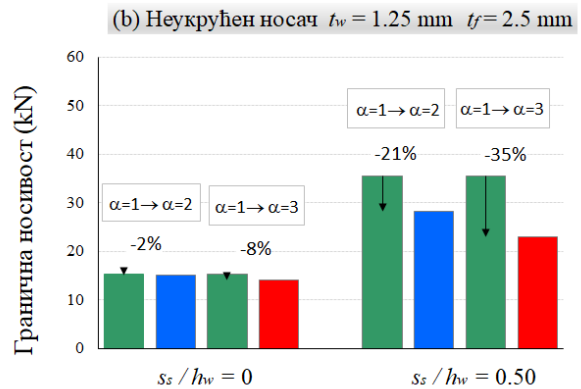 (б) Неукрућен носач tw = 1.25 mm tf = 2.5 mm
Гранична носивост (kN)
60
50
40
30
20
10
0
α=1→α=2
α=1→α=3
-21%
-35%
α=1→α=2
α=1→α=3
-2%
-8%
ss / hw = 0
ss / hw = 0.50